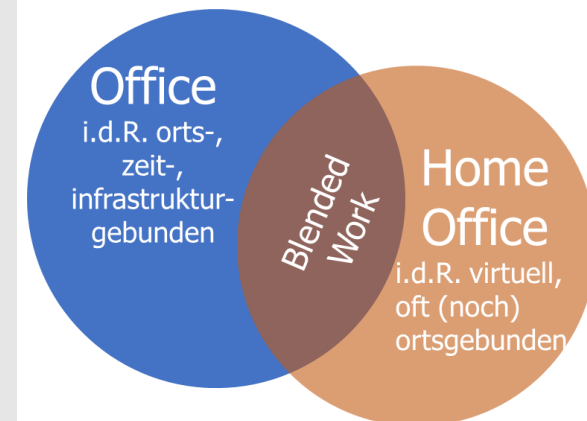 Office
i.d.R. orts-,
zeit-,
infrastruktur-
gebunden
Blended
Work
Home
Office
i.d.R. virtuell,
oft (noch)
ortsgebunden